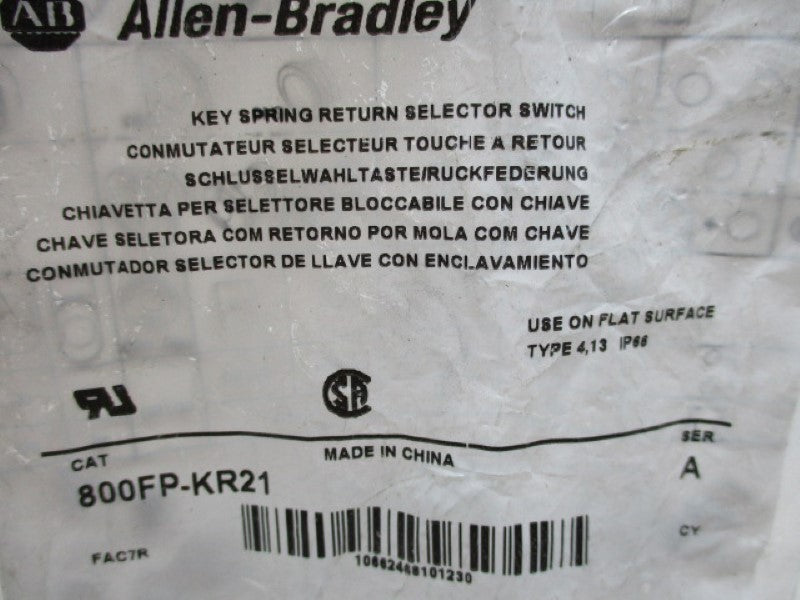 AB Allen-Bradley
KEY SPRING RETURN SELECTOR SWITCH
CONMUTATEUR SELECTEUR TOUCHE A RETOUR
SCHLUSSELWAHLTASTE/RUCKFEDERUNG
CHIAVETTA PER SELETTORE BLOCCABILE CON CHIAVE
CHAVE SELETORA COM RETORNO POR MOLA COM CHAVE
CONMUTADOR SELECTOR DE LLAVE CON ENCLAVAMIENTO
USE ON FLAT SURFACE
TYPE 4,13 IP66
SA
SER
CAT MADE IN CHINA
800FP-KR21 A
CY
FAC7R
10662468101230